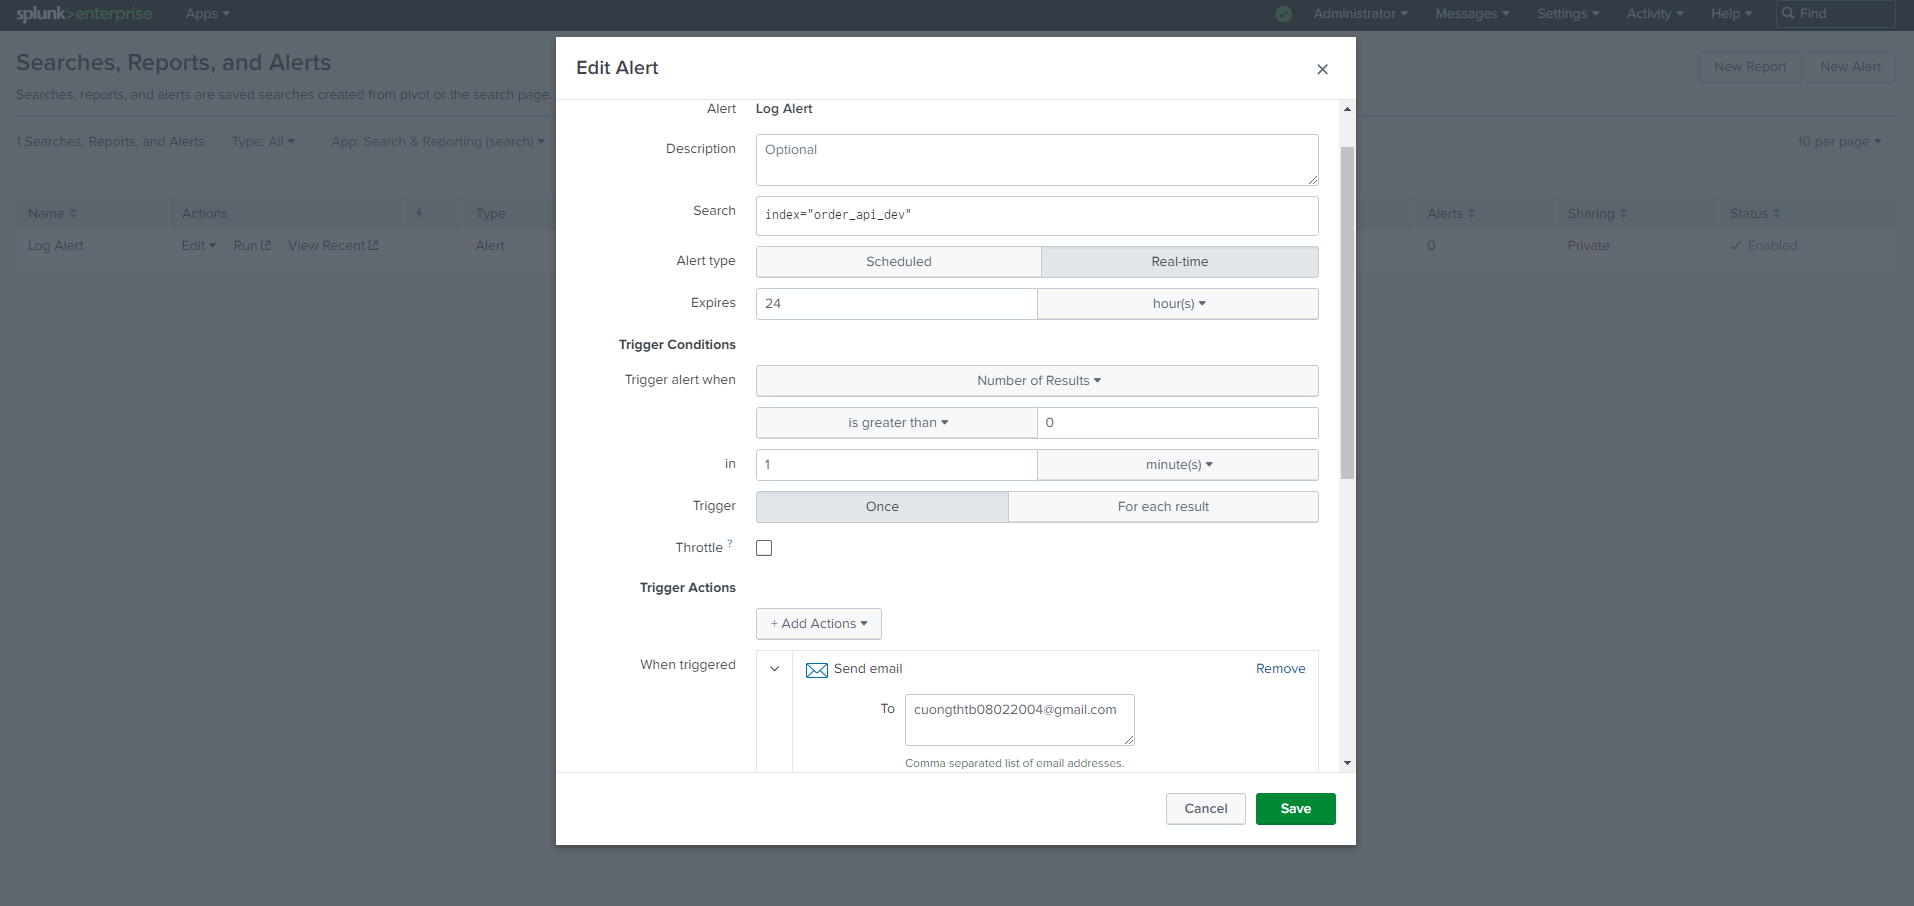 splunk>enterprise Apps Administrator Messages Settings Activity Help Find
Searches, Reports, and Alerts
New Report New Alert
Searches, reports, and alerts are saved searches created from pivot or the search page.
1 Searches, Reports, and Alerts Type: All App: Search & Reporting (search) 10 per page
Name Actions Type Alerts Sharing Status
Log Alert Edit Run View Recent Alert 0 Private Enabled
Edit Alert
Alert Log Alert
Description Optional
Search index="order_api_dev"
Alert type Scheduled Real-time
Expires 24 hour(s)
Trigger Conditions
Trigger alert when Number of Results
is greater than 0
in 1 minute(s)
Trigger Once For each result
Throttle ?
Trigger Actions
+ Add Actions
When triggered Send email Remove
To cuongthtb08022004@gmail.com
Comma separated list of email addresses.
Cancel Save